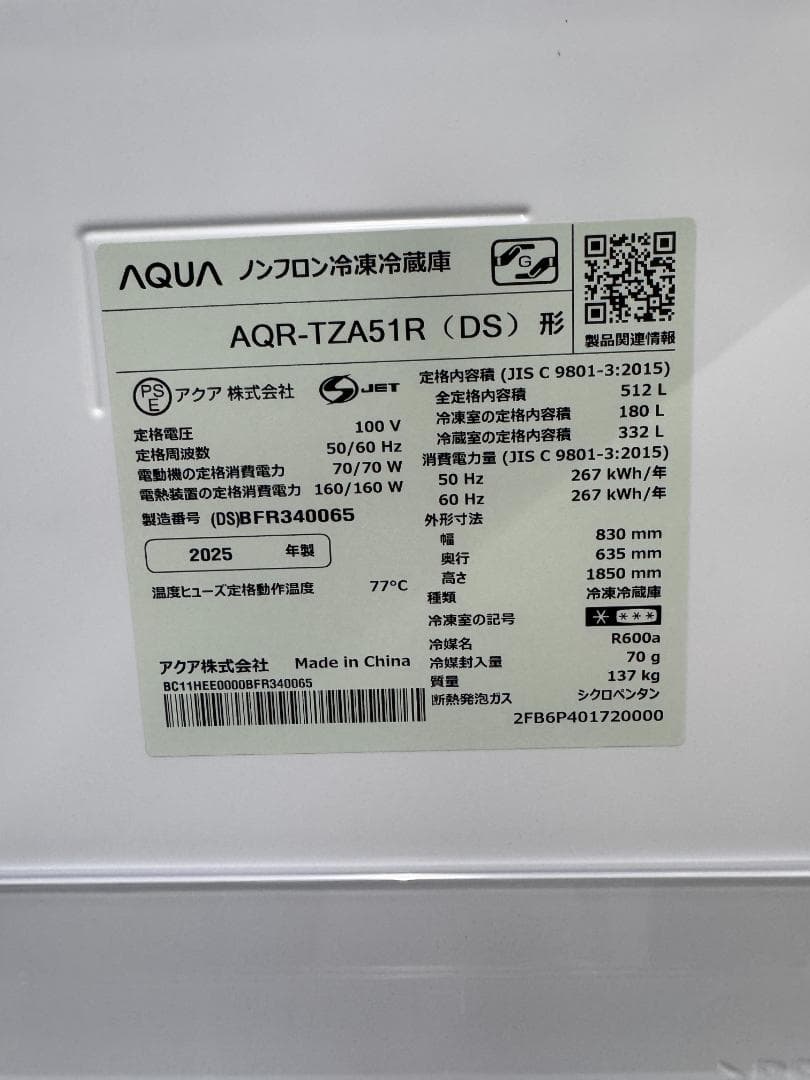 AQUA ノンフロン冷凍冷蔵庫
G
AQR-TZA51R（DS）形
製品関連情報
PS E アクア 株式会社 S JET
定格電圧 100 V
定格周波数 50/60 Hz
電動機の定格消費電力 70/70 W
電熱装置の定格消費電力 160/160 W
製造番号 (DS)BFR340065
2025 年製
温度ヒューズ定格動作温度 77°C
アクア株式会社 Made in China
BC11HEE0000BFR340065
定格内容積 (JIS C 9801-3:2015)
全定格内容積 512 L
冷凍室の定格内容積 180 L
冷蔵室の定格内容積 332 L
消費電力量 (JIS C 9801-3:2015)
50 Hz 267 kWh/年
60 Hz 267 kWh/年
外形寸法
幅 830 mm
奥行 635 mm
高さ 1850 mm
種類 冷凍冷蔵庫
冷凍室の記号 * ***
冷媒名 R600a
冷媒封入量 70 g
質量 137 kg
断熱発泡ガス シクロペンタン
2FB6P401720000